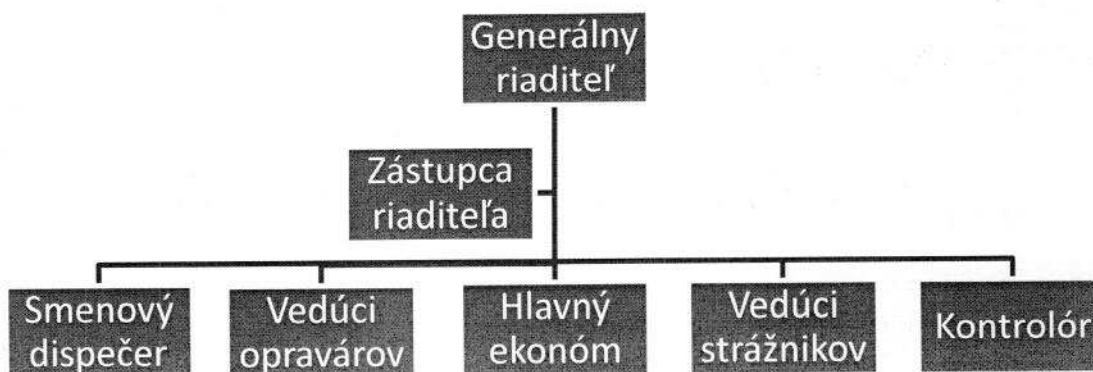 Generálny
riaditeľ
Zástupca
riaditeľa
Smenový
dispečer
Vedúci
opravárov
Hlavný
ekonóm
Vedúci
strážnikov
Kontrolór